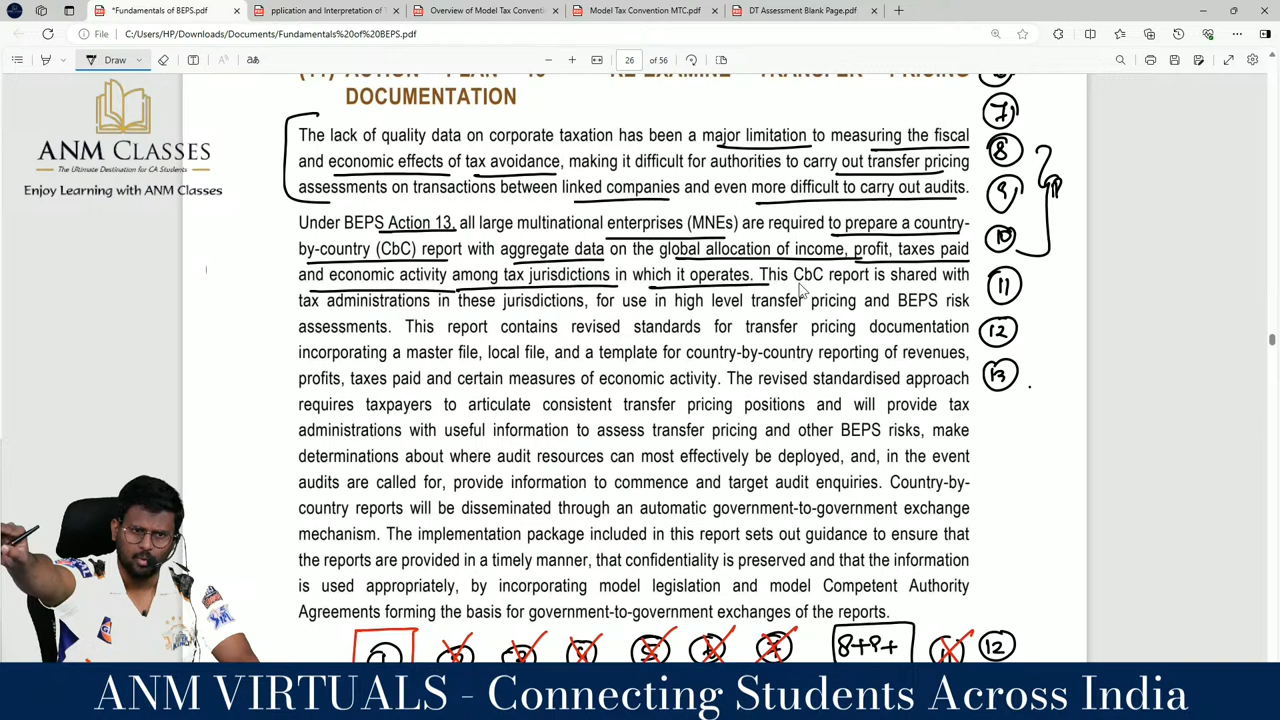 *Fundamentals of BEPS.pdf
pplication and Interpretation of T
Overview of Model Tax Conventi
Model Tax Convention MTC.pdf
DT Assessment Blank Page.pdf
File
C:/Users/HP/Downloads/Documents/Fundamentals%20of%20BEPS.pdf
Draw
26
of 56
DOCUMENTATION
ANM CLASSES
The Ultimate Destination for CA Students
Enjoy Learning with ANM Classes
The lack of quality data on corporate taxation has been a major limitation to measuring the fiscal
and economic effects of tax avoidance, making it difficult for authorities to carry out transfer pricing
assessments on transactions between linked companies and even more difficult to carry out audits.
Under BEPS Action 13, all large multinational enterprises (MNEs) are required to prepare a country-
by-country (CbC) report with aggregate data on the global allocation of income, profit, taxes paid
and economic activity among tax jurisdictions in which it operates. This CbC report is shared with
tax administrations in these jurisdictions, for use in high level transfer pricing and BEPS risk
assessments. This report contains revised standards for transfer pricing documentation
incorporating a master file, local file, and a template for country-by-country reporting of revenues,
profits, taxes paid and certain measures of economic activity. The revised standardised approach
requires taxpayers to articulate consistent transfer pricing positions and will provide tax
administrations with useful information to assess transfer pricing and other BEPS risks, make
determinations about where audit resources can most effectively be deployed, and, in the event
audits are called for, provide information to commence and target audit enquiries. Country-by-
country reports will be disseminated through an automatic government-to-government exchange
mechanism. The implementation package included in this report sets out guidance to ensure that
the reports are provided in a timely manner, that confidentiality is preserved and that the information
is used appropriately, by incorporating model legislation and model Competent Authority
Agreements forming the basis for government-to-government exchanges of the reports.
7
8
9
10
11
12
13
8+9+
12
ANM VIRTUALS - Connecting Students Across India